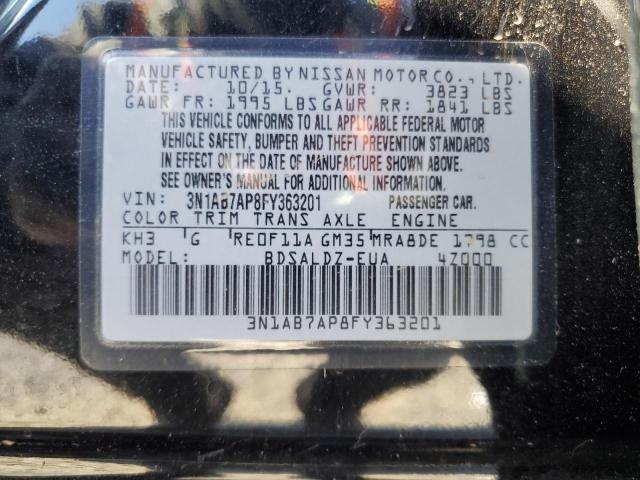 MANUFACTURED BY NISSAN MOTOR CO., LTD.
DATE: 10/15. GVWR: 3823 LBS
GAWR FR: 1995 LBS GAWR RR: 1841 LBS
THIS VEHICLE CONFORMS TO ALL APPLICABLE FEDERAL MOTOR
VEHICLE SAFETY, BUMPER AND THEFT PREVENTION STANDARDS
IN EFFECT ON THE DATE OF MANUFACTURE SHOWN ABOVE.
SEE OWNER'S MANUAL FOR ADDITIONAL INFORMATION.
VIN: 3N1AB7AP8FY363201 PASSENGER CAR.
COLOR TRIM TRANS AXLE ENGINE
KH3 G RE0F11A GM35 MRA8DE 1798 CC
MODEL: BDSALDZ-EUA 4Z000
3N1AB7AP8FY363201